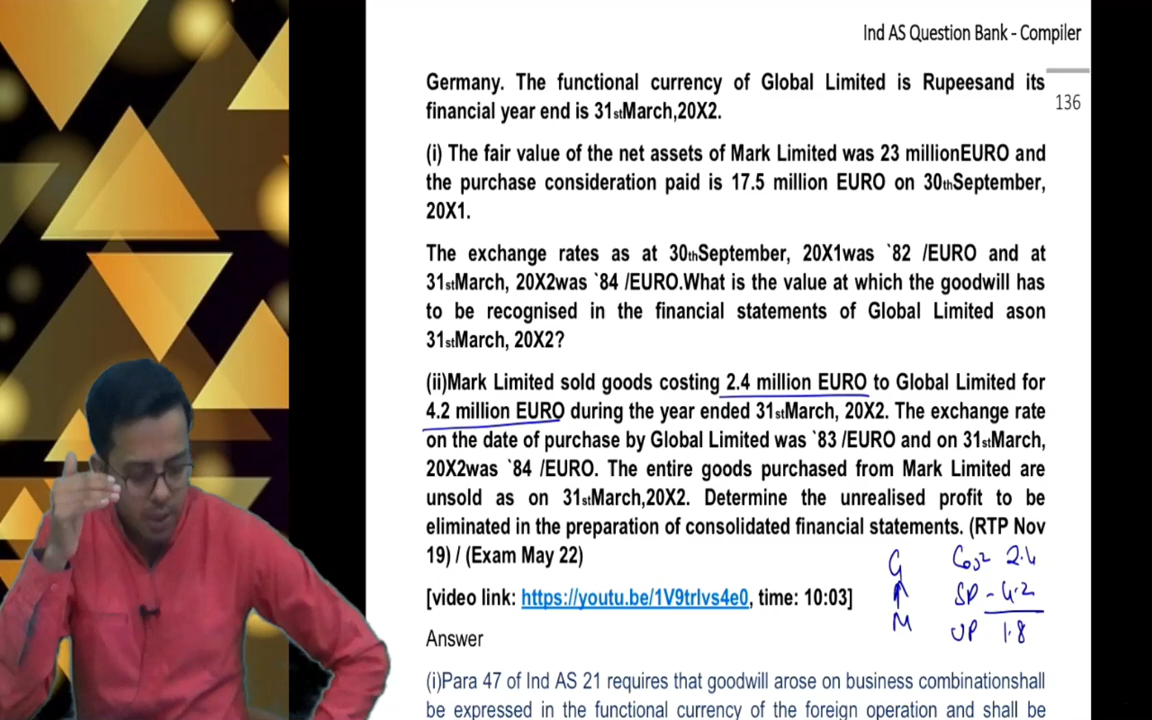 Ind AS Question Bank - Compiler
136
Germany. The functional currency of Global Limited is Rupeesand its
financial year end is 31stMarch,20X2.
(i) The fair value of the net assets of Mark Limited was 23 millionEURO and
the purchase consideration paid is 17.5 million EURO on 30thSeptember,
20X1.
The exchange rates as at 30thSeptember, 20X1was `82 /EURO and at
31stMarch, 20X2was `84 /EURO.What is the value at which the goodwill has
to be recognised in the financial statements of Global Limited ason
31stMarch, 20X2?
(ii)Mark Limited sold goods costing 2.4 million EURO to Global Limited for
4.2 million EURO during the year ended 31stMarch, 20X2. The exchange rate
on the date of purchase by Global Limited was `83 /EURO and on 31stMarch,
20X2was `84 /EURO. The entire goods purchased from Mark Limited are
unsold as on 31stMarch,20X2. Determine the unrealised profit to be
eliminated in the preparation of consolidated financial statements. (RTP Nov
19) / (Exam May 22)
G Cost 2.4
SP - 4.2
M UP 1.8
[video link: https://youtu.be/1V9trlvs4e0, time: 10:03]
Answer
(i)Para 47 of Ind AS 21 requires that goodwill arose on business combinationshall
be expressed in the functional currency of the foreign operation and shall be